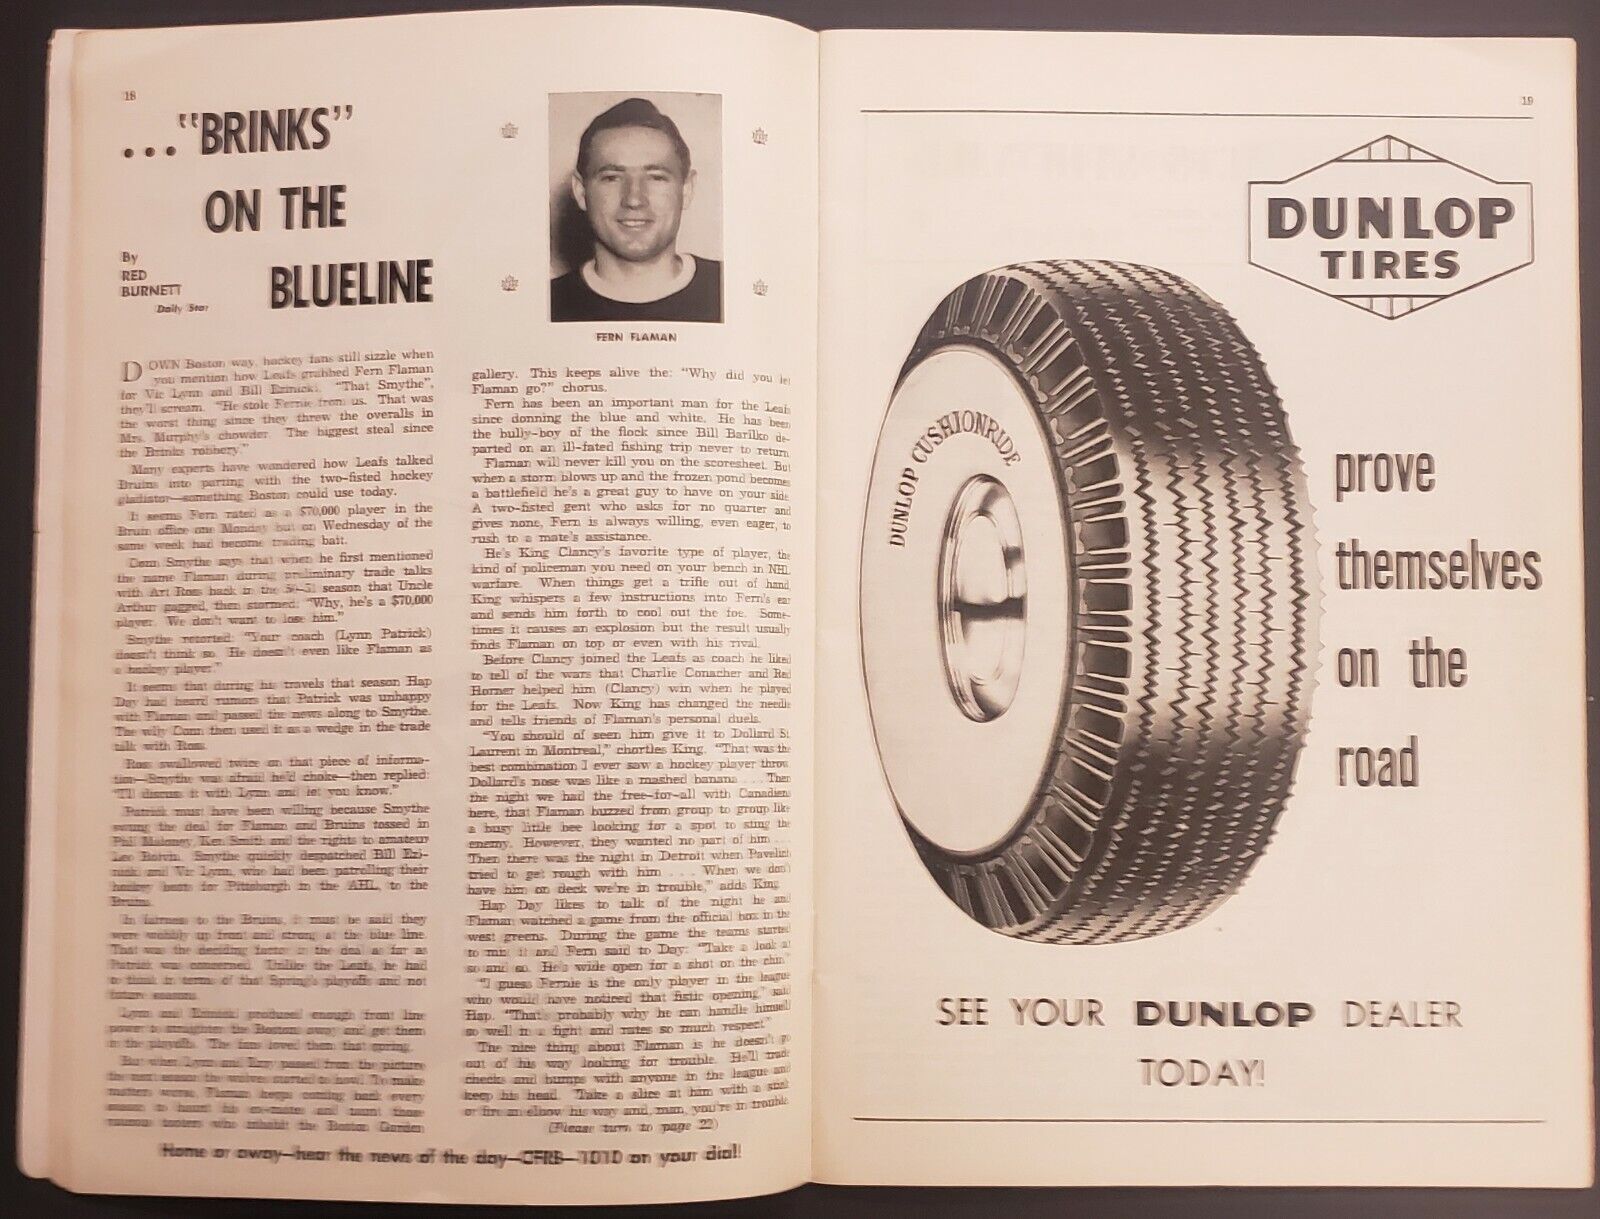 18
..."BRINKS"
ON THE
BLUELINE
By
RED
BURNETT
Daily Star
FERN FLAMAN
DOWN Boston way, hockey fans still sizzle when
you mention how Leafs grabbed Fern Flaman
for Vic Lynn and Bill Ezinicki. "That Smythe",
they'll scream. "He stole Fernie from us. That was
the worst thing since they threw the overalls in
Mrs. Murphy's chowder. The biggest steal since
the Brinks robbery."
Many experts have wondered how Leafs talked
Bruins into parting with the two-fisted hockey
gladiator—something Boston could use today.
It seems Fern rated as a $70,000 player in the
Bruin office one Monday but on Wednesday of the
same week had become trading bait.
Conn Smythe says that when he first mentioned
the name Flaman during preliminary trade talks
with Art Ross back in the 50-51 season that Uncle
Arthur gagged, then stormed: "Why, he's a $70,000
player. We don't want to lose him."
Smythe retorted: "Your coach (Lynn Patrick)
doesn't think so. He doesn't even like Flaman as
a hockey player."
It seems that during his travels that season Hap
Day had heard rumors that Patrick was unhappy
with Flaman and passed the news along to Smythe.
The wily Conn then used it as a wedge in the trade
talk with Ross.
Ross swallowed twice on that piece of informa-
tion—Smythe was afraid he'd choke—then replied:
"I'll discuss it with Lynn and let you know."
Patrick must have been willing because Smythe
swung the deal for Flaman and Bruins tossed in
Phil Maloney, Ken Smith and the rights to amateur
Leo Boivin. Smythe quickly despatched Bill Ezi-
nicki and Vic Lynn, who had been patrolling their
hockey beats for Pittsburgh in the AHL, to the
Bruins.
In fairness to the Bruins, it must be said they
were wobbly up front and strong at the blue line.
That was the deciding factor in the deal as far as
Patrick was concerned. Unlike the Leafs, he had
to think in terms of that Spring's playoffs and not
future seasons.
Lynn and Ezinicki produced enough front line
power to straighten the Bostons away and get them
in the playoffs. The fans loved them that spring.
But when Lynn and Ezzy passed from the picture
the next season the wolves started to howl. To make
matters worse, Flaman keeps coming back every
season to haunt his ex-mates and taunt those
raucous tooters who inhabit the Boston Garden
gallery. This keeps alive the: "Why did you let
Flaman go?" chorus.
Fern has been an important man for the Leafs
since donning the blue and white. He has been
the bully-boy of the flock since Bill Barilko de-
parted on an ill-fated fishing trip never to return.
Flaman will never kill you on the scoresheet. But
when a storm blows up and the frozen pond becomes
a battlefield he's a great guy to have on your side
A two-fisted gent who asks for no quarter and
gives none, Fern is always willing, even eager, to
rush to a mate's assistance.
He's King Clancy's favorite type of player, the
kind of policeman you need on your bench in NHL
warfare. When things get a trifle out of hand
King whispers a few instructions into Fern's ear
and sends him forth to cool out the foe. Some-
times it causes an explosion but the result usually
finds Flaman on top or even with his rival.
Before Clancy joined the Leafs as coach he liked
to tell of the wars that Charlie Conacher and Red
Horner helped him (Clancy) win when he played
for the Leafs. Now King has changed the needle
and tells friends of Flaman's personal duels.
"You should of seen him give it to Dollard St.
Laurent in Montreal," chortles King. "That was the
best combination I ever saw a hockey player throw.
Dollard's nose was like a mashed banana ... Then
the night we had the free-for-all with Canadiens
here, that Flaman buzzed from group to group like
a busy little bee looking for a spot to sting the
enemy. However, they wanted no part of him ...
Then there was the night in Detroit when Pavelich
tried to get rough with him ... When we don't
have him on deck we're in trouble," adds King.
Hap Day likes to talk of the night he and
Flaman watched a game from the official box in the
west greens. During the game the teams started
to mix it and Fern said to Day: "Take a look at
so and so. He's wide open for a shot on the chin."
"I guess Fernie is the only player in the league
who would have noticed that fistic opening," said
Hap. "That's probably why he can handle himself
so well in a fight and rates so much respect"
The nice thing about Flaman is he doesn't go
out of his way looking for trouble. He'll trade
checks and bumps with anyone in the league and
keep his head. Take a slice at him with a stick
or fire an elbow his way and, man, you're in trouble
(Please turn to page 22)
Home or away—hear the news of the day—CFRB—1010 on your dial!
19
DUNLOP
TIRES
DUNLOP CUSHIONRIDE
prove
themselves
on the
road
SEE YOUR DUNLOP DEALER
TODAY!